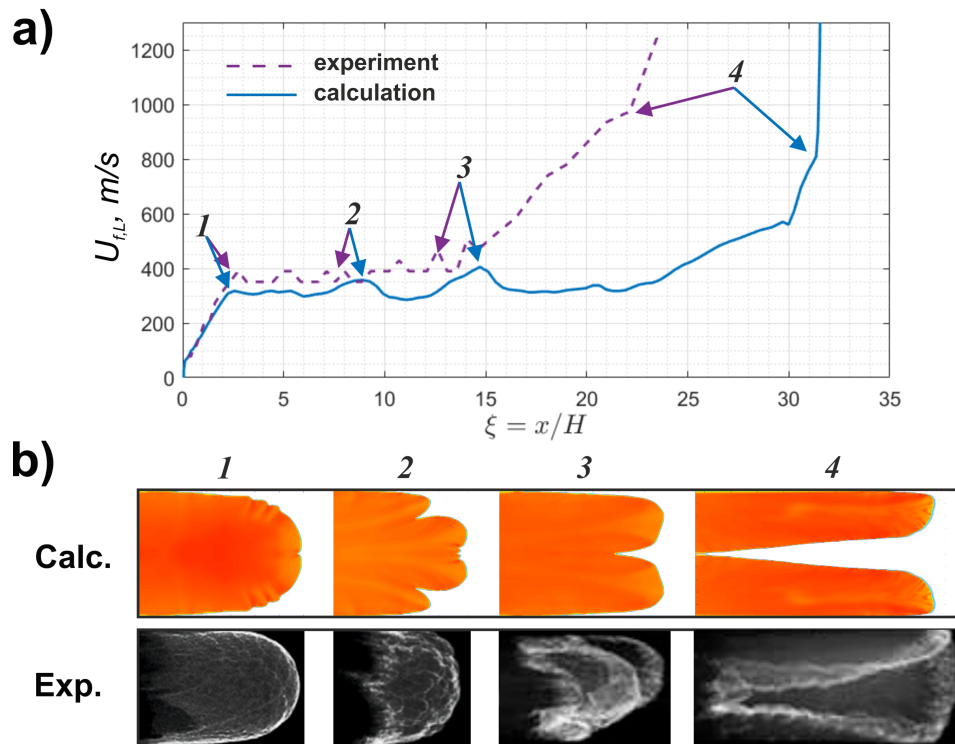 a)
1200
1000
800
600
400
200
0
U_{f,L}, m/s
experiment
calculation
1
2
3
4
0 5 10 15 20 25 30 35
ξ = x/H
b)
1 2 3 4
Calc.
Exp.